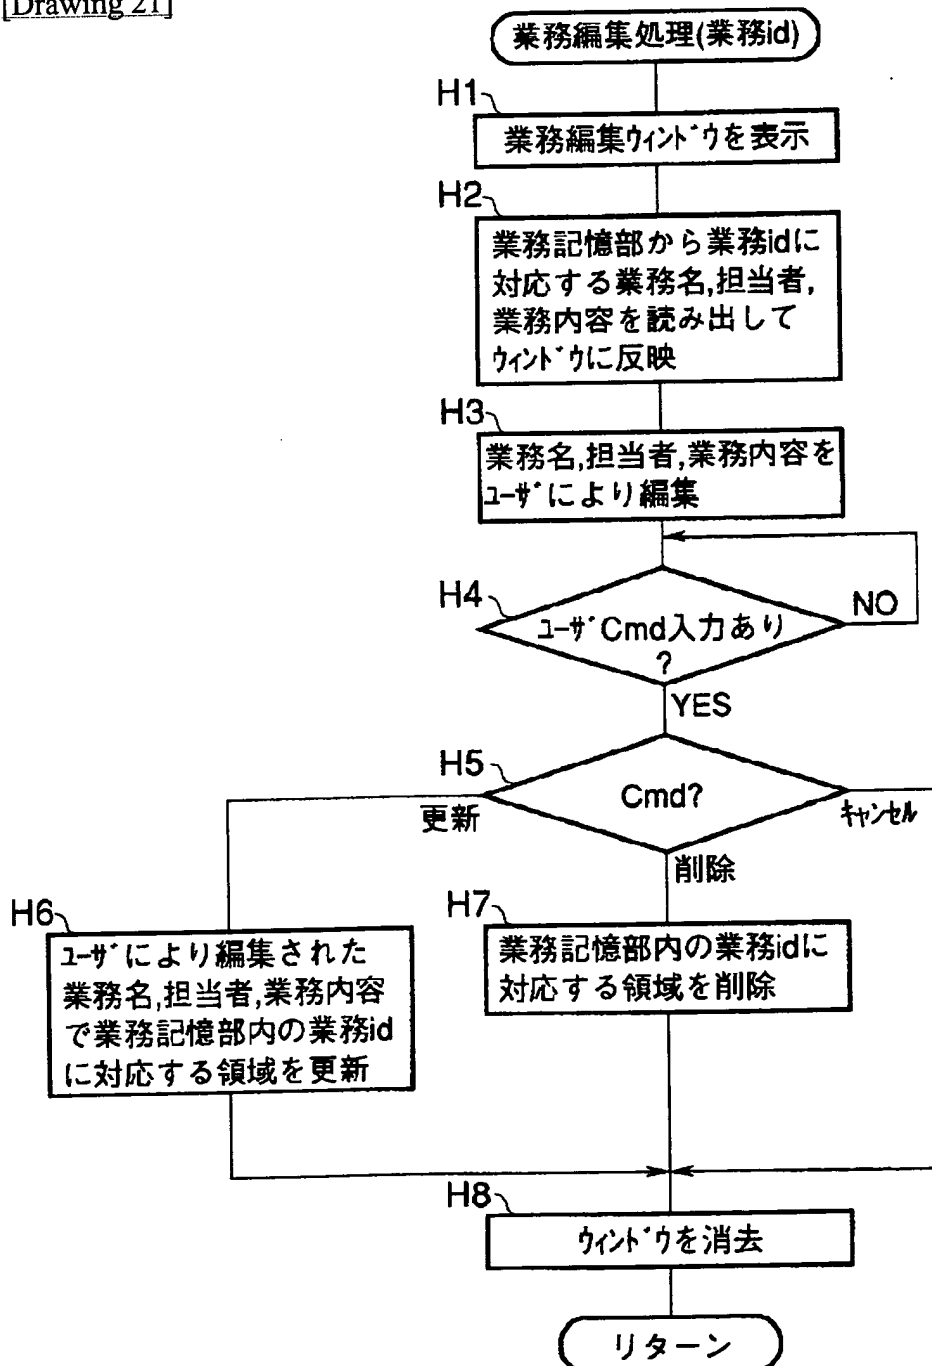 [Drawing 21]
業務編集処理(業務id)
H1
業務編集ウィンドウを表示
H2
業務記憶部から業務idに
対応する業務名,担当者,
業務内容を読み出して
ウィンドウに反映
H3
業務名,担当者,業務内容を
ユーザにより編集
H4
ユーザCmd入力あり
?
NO
YES
H5
Cmd?
更新
キャンセル
削除
H6
ユーザにより編集された
業務名,担当者,業務内容
で業務記憶部内の業務id
に対応する領域を更新
H7
業務記憶部内の業務idに
対応する領域を削除
H8
ウィンドウを消去
リターン